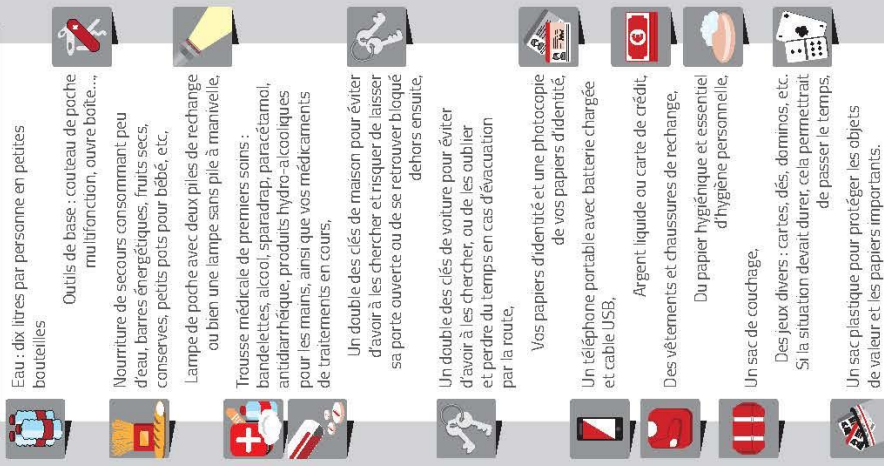 Eau : dix litres par personne en petites
bouteilles
Outils de base : couteau de poche
multifonction, ouvre boîte...,
Nourriture de secours consommant peu
d'eau, barres énergétiques, fruits secs,
conserves, petits pots pour bébé, etc,
Lampe de poche avec deux piles de rechange
ou bien une lampe sans pile à manivelle,
Trousse médicale de premiers soins :
bandelettes, alcool, sparadrap, paracétamol,
antidiarrhéique, produits hydro-alcooliques
pour les mains, ainsi que vos médicaments
de traitements en cours,
Un double des clés de maison pour éviter
d'avoir à les chercher et risquer de laisser
sa porte ouverte ou de se retrouver bloqué
dehors ensuite,
Un double des clés de voiture pour éviter
d'avoir à les chercher, ou de les oublier
et perdre du temps en cas d'évacuation
par la route,
Vos papiers d'identité et une photocopie
de vos papiers d'identité,
Un téléphone portable avec batterie chargée
et cable USB,
Argent liquide ou carte de crédit,
Des vêtements et chaussures de rechange,
Du papier hygiénique et essentiel
d'hygiène personnelle,
Un sac de couchage,
Des jeux divers : cartes, dés, dominos, etc.
Si la situation devait durer, cela permettrait
de passer le temps,
Un sac plastique pour protéger les objets
de valeur et les papiers importants.